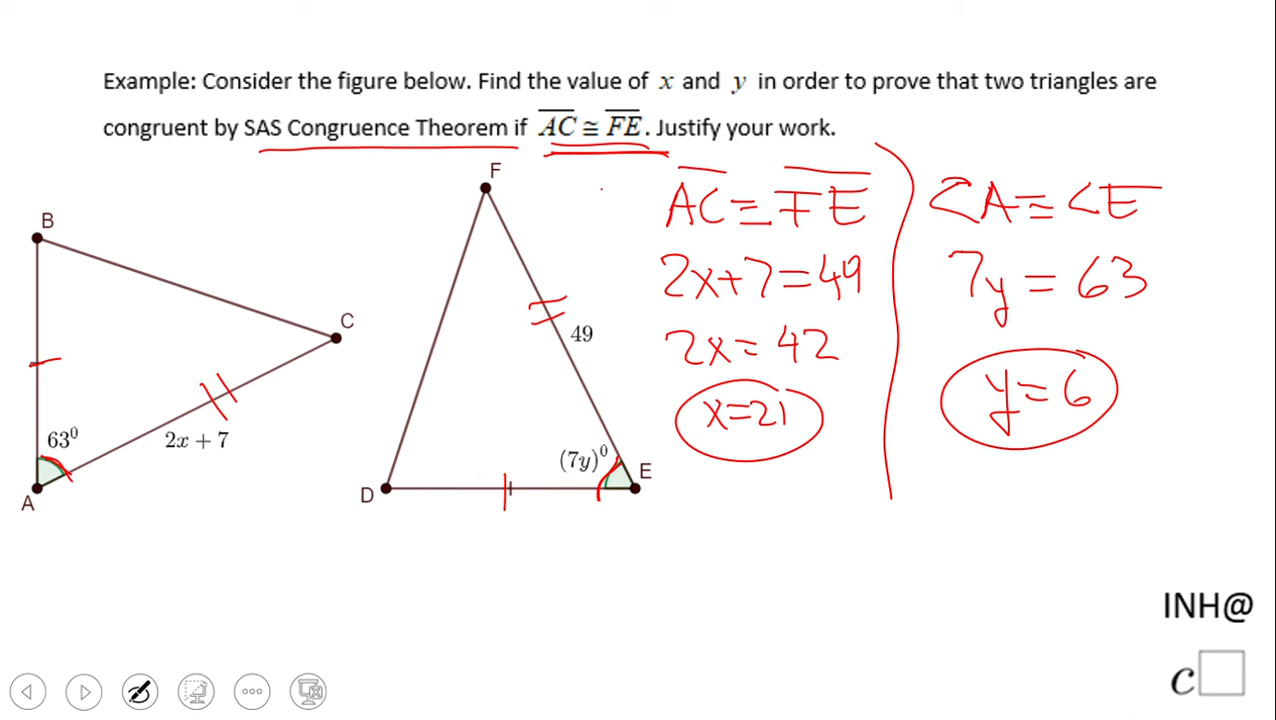 Example: Consider the figure below. Find the value of x and y in order to prove that two triangles are
congruent by SAS Congruence Theorem if AC ≅ FE. Justify your work.
B
C
63⁰
2x + 7
A
F
49
(7y)⁰
D
E
AC ≅ FE
2x+7=49
2x=42
x=21
∠A≅∠E
7y=63
y=6
INH@
c